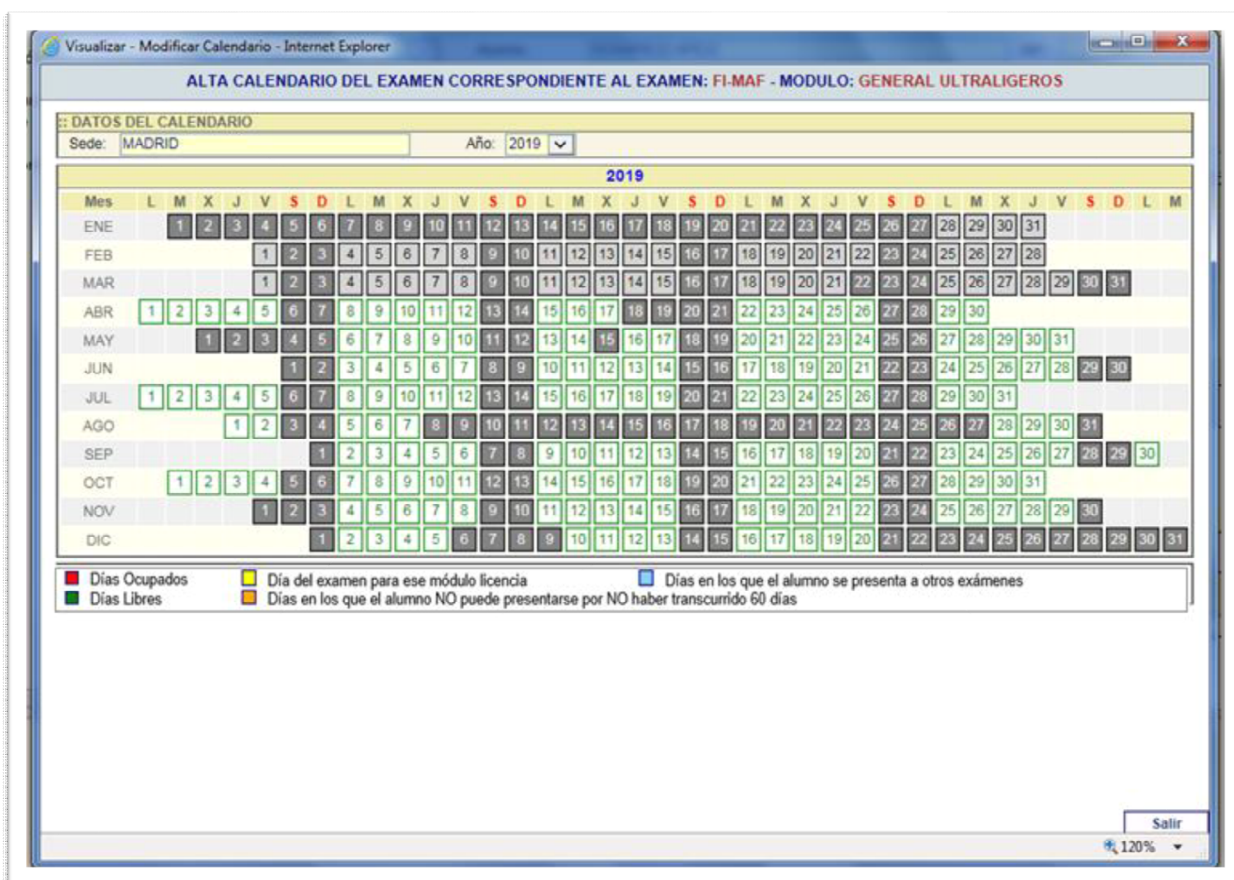 Visualizar - Modificar Calendario - Internet Explorer
ALTA CALENDARIO DEL EXAMEN CORRESPONDIENTE AL EXAMEN: FI-MAF - MODULO: GENERAL ULTRALIGEROS
:: DATOS DEL CALENDARIO
Sede: MADRID Año: 2019
2019
Mes L M X J V S D L M X J V S D L M X J V S D L M X J V S D L M X J V S D L M
ENE 1 2 3 4 5 6 7 8 9 10 11 12 13 14 15 16 17 18 19 20 21 22 23 24 25 26 27 28 29 30 31
FEB 1 2 3 4 5 6 7 8 9 10 11 12 13 14 15 16 17 18 19 20 21 22 23 24 25 26 27 28
MAR 1 2 3 4 5 6 7 8 9 10 11 12 13 14 15 16 17 18 19 20 21 22 23 24 25 26 27 28 29 30 31
ABR 1 2 3 4 5 6 7 8 9 10 11 12 13 14 15 16 17 18 19 20 21 22 23 24 25 26 27 28 29 30
MAY 1 2 3 4 5 6 7 8 9 10 11 12 13 14 15 16 17 18 19 20 21 22 23 24 25 26 27 28 29 30 31
JUN 1 2 3 4 5 6 7 8 9 10 11 12 13 14 15 16 17 18 19 20 21 22 23 24 25 26 27 28 29 30
JUL 1 2 3 4 5 6 7 8 9 10 11 12 13 14 15 16 17 18 19 20 21 22 23 24 25 26 27 28 29 30 31
AGO 1 2 3 4 5 6 7 8 9 10 11 12 13 14 15 16 17 18 19 20 21 22 23 24 25 26 27 28 29 30 31
SEP 1 2 3 4 5 6 7 8 9 10 11 12 13 14 15 16 17 18 19 20 21 22 23 24 25 26 27 28 29 30
OCT 1 2 3 4 5 6 7 8 9 10 11 12 13 14 15 16 17 18 19 20 21 22 23 24 25 26 27 28 29 30 31
NOV 1 2 3 4 5 6 7 8 9 10 11 12 13 14 15 16 17 18 19 20 21 22 23 24 25 26 27 28 29 30
DIC 1 2 3 4 5 6 7 8 9 10 11 12 13 14 15 16 17 18 19 20 21 22 23 24 25 26 27 28 29 30 31
Días Ocupados Día del examen para ese módulo licencia Días en los que el alumno se presenta a otros exámenes
Días Libres Días en los que el alumno NO puede presentarse por NO haber transcurrido 60 días
Salir
120%